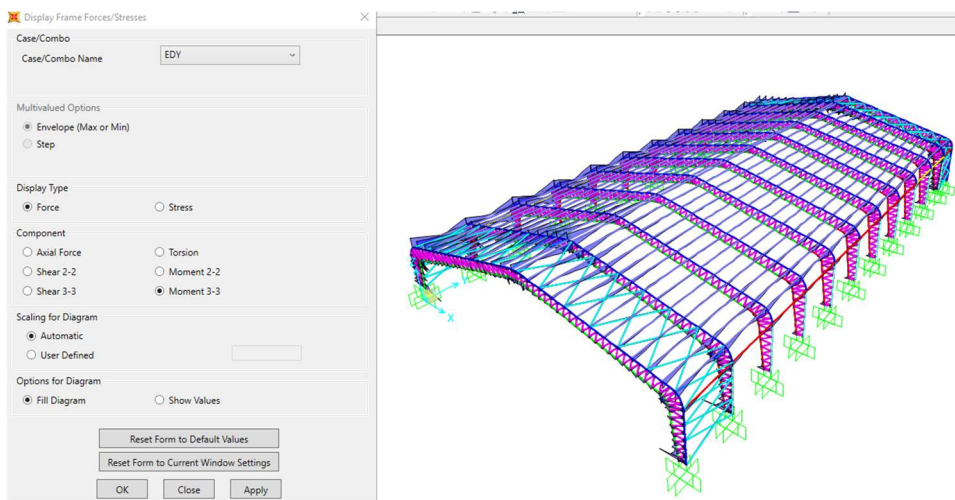 Display Frame Forces/Stresses
Case/Combo
Case/Combo Name EDY
Multivalued Options
Envelope (Max or Min)
Step
Display Type
Force Stress
Component
Axial Force Torsion
Shear 2-2 Moment 2-2
Shear 3-3 Moment 3-3
Scaling for Diagram
Automatic
User Defined
Options for Diagram
Fill Diagram Show Values
Reset Form to Default Values
Reset Form to Current Window Settings
OK Close Apply
X